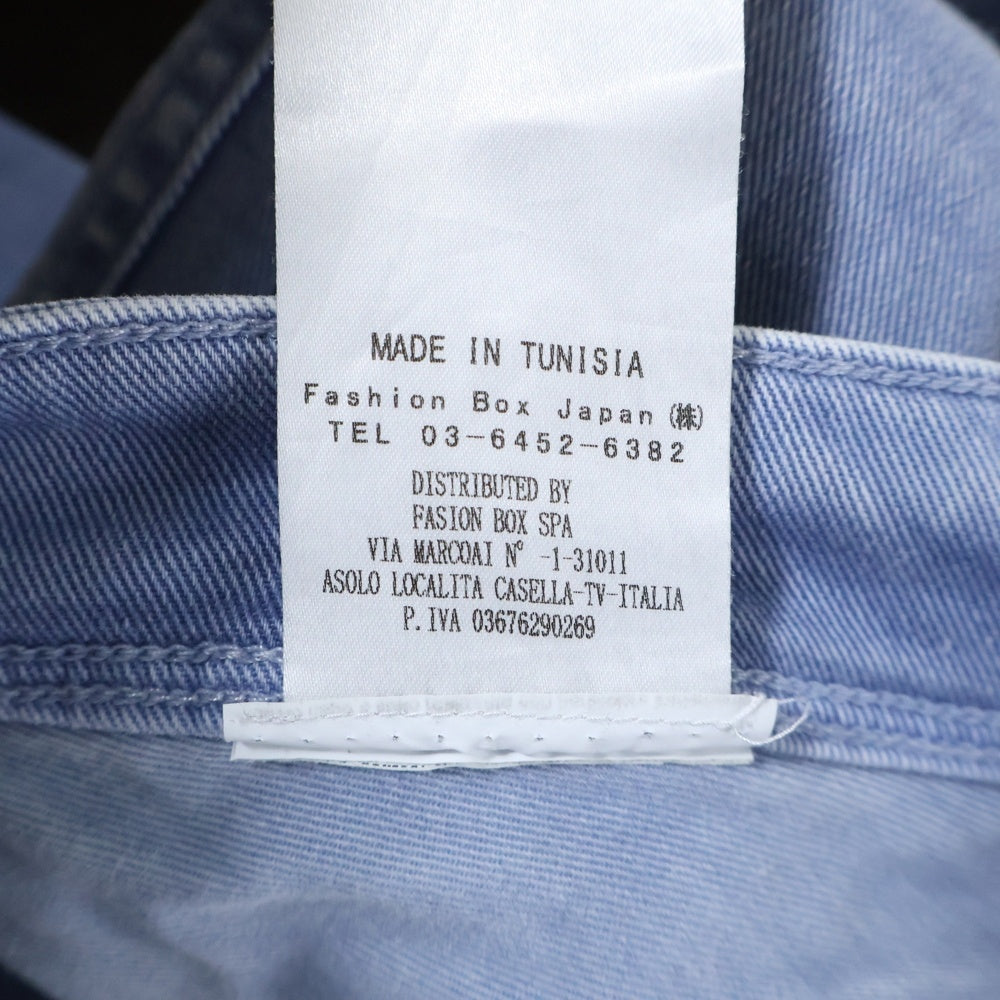 MADE IN TUNISIA
Fashion Box Japan (株)
TEL 03-6452-6382
DISTRIBUTED BY
FASION BOX SPA
VIA MARCOAI N° -1-31011
ASOLO LOCALITA CASELLA-TV-ITALIA
P.IVA 03676290269